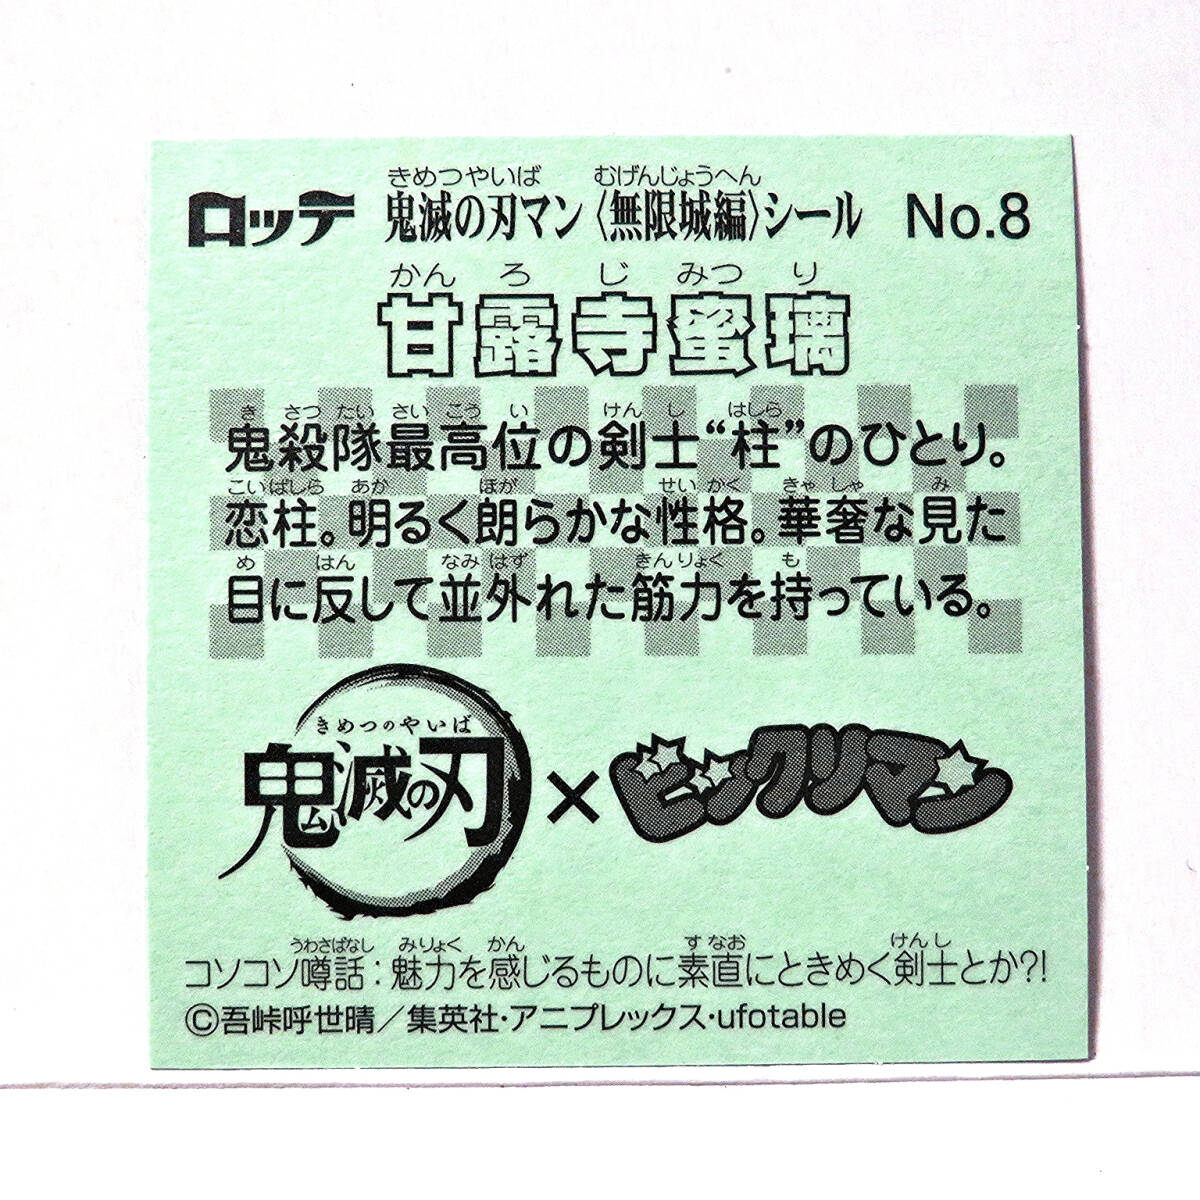 きめつやいば むげんじょうへん
ロッテ 鬼滅の刃マン〈無限城編〉シール No.8
かん ろ じ みつ り
甘露寺蜜璃
き さつ たい さい こう い けん し はしら
鬼殺隊最高位の剣士“柱”のひとり。
こいばしら あか ほが せい かく きゃ しゃ み
恋柱。明るく朗らかな性格。華奢な見た
め はん なみ はず きんりょく も
目に反して並外れた筋力を持っている。
きめつのやいば
鬼滅の刃 × ビックリマン
うわさばなし みりょく かん す なお けん し
コソコソ噂話：魅力を感じるものに素直にときめく剣士とか?!
©吾峠呼世晴／集英社・アニプレックス・ufotable